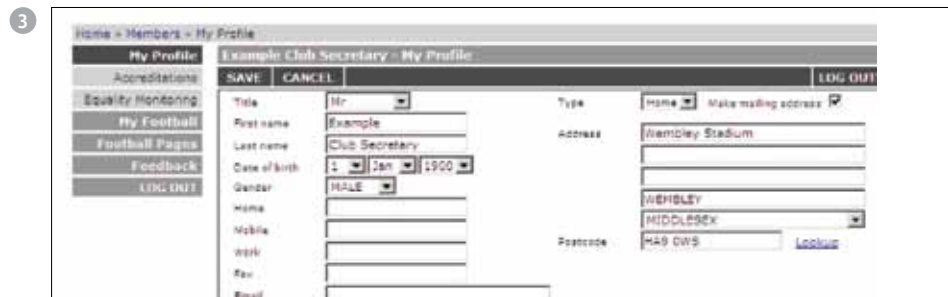 3
Home » Members » My Profile
My Profile
Accreditations
Equality Monitoring
My Football
Football Pages
Feedback
LOG OUT
Example Club Secretary - My Profile
SAVE CANCEL LOG OUT
Title Mr
First name Example
Last name Club Secretary
Date of birth 1 Jan 1900
Gender MALE
Home
Mobile
Work
Fax
Email
Type Home Make mailing address
Address Wembley Stadium
WEMBLEY
MIDDLESEX
Postcode HA9 0WS Lookup